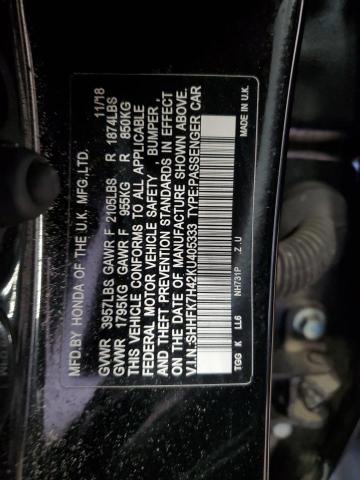 MFD.BY HONDA OF THE U.K. MFG.,LTD. 11/18
GVWR 3957LBS GAWR F 2105LBS R 1874LBS
GVWR 1795KG GAWR F 955KG R 850KG
THIS VEHICLE CONFORMS TO ALL APPLICABLE
FEDERAL MOTOR VEHICLE SAFETY, BUMPER,
THEFT PREVENTION STANDARDS IN EFFECT
ON THE DATE OF MANUFACTURE SHOWN ABOVE.
V.I.N.:SHHFK7H42KU405333 TYPE:PASSENGER CAR
NH731P .Z.U MADE IN U.K.
TGG K LL6